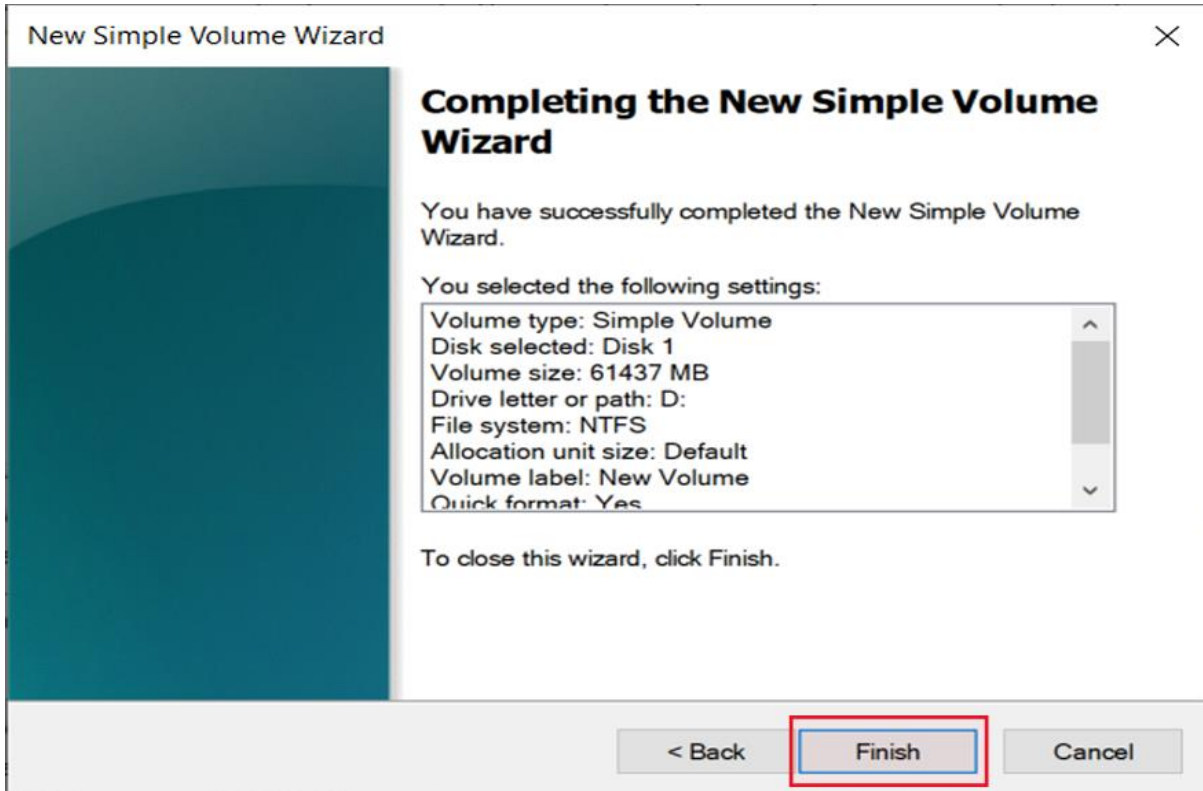 New Simple Volume Wizard
Completing the New Simple Volume
Wizard
You have successfully completed the New Simple Volume
Wizard.
You selected the following settings:
Volume type: Simple Volume
Disk selected: Disk 1
Volume size: 61437 MB
Drive letter or path: D:
File system: NTFS
Allocation unit size: Default
Volume label: New Volume
Quick format: Yes
To close this wizard, click Finish.
< Back
Finish
Cancel